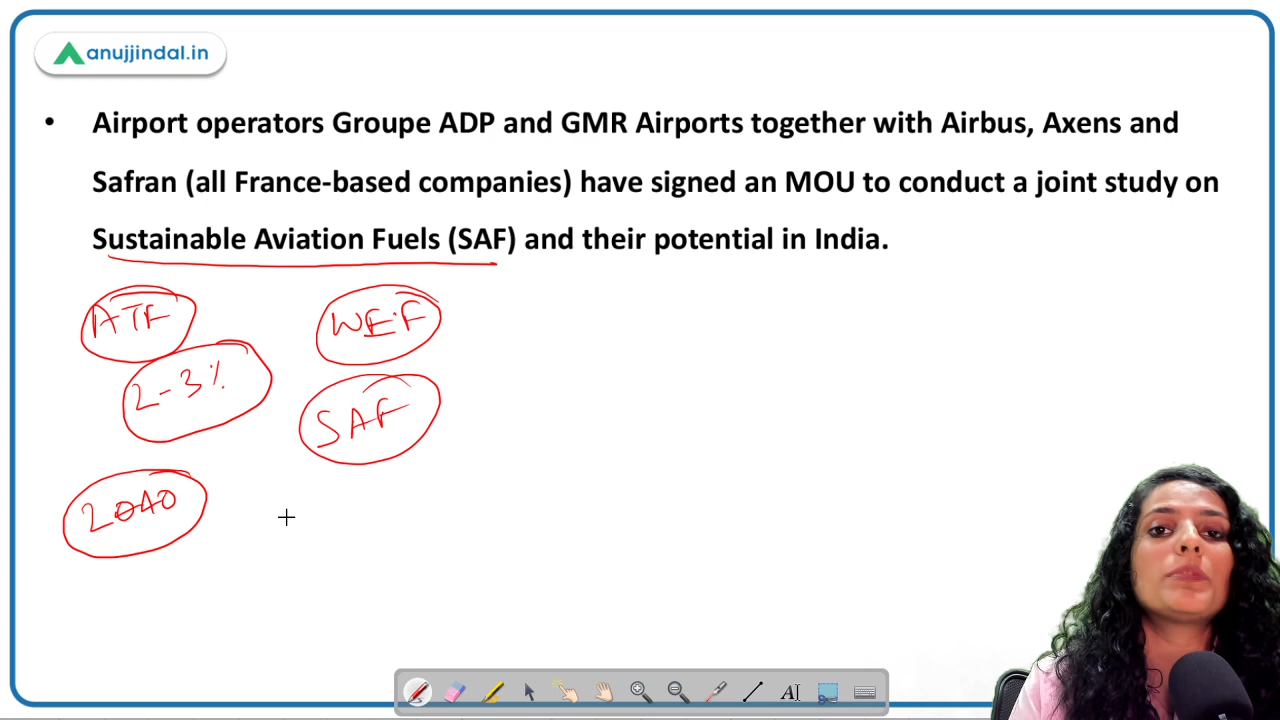 anujjindal.in
• Airport operators Groupe ADP and GMR Airports together with Airbus, Axens and
Safran (all France-based companies) have signed an MOU to conduct a joint study on
Sustainable Aviation Fuels (SAF) and their potential in India.
ATF
WEF
2-3%
SAF
2040
AI